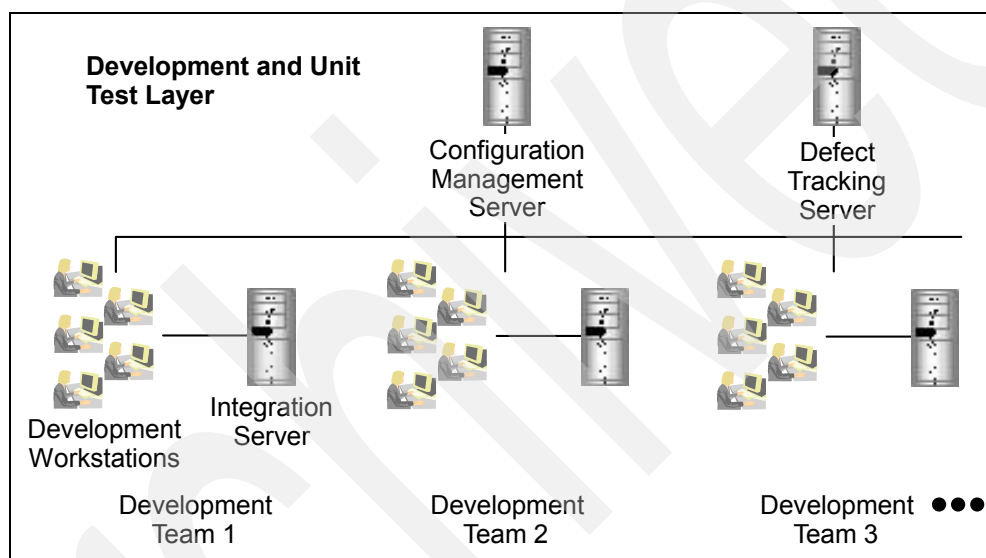 Development and Unit
Test Layer
Configuration
Management
Server
Defect
Tracking
Server
Development
Workstations
Integration
Server
Development
Team 1
Development
Team 2
Development
Team 3